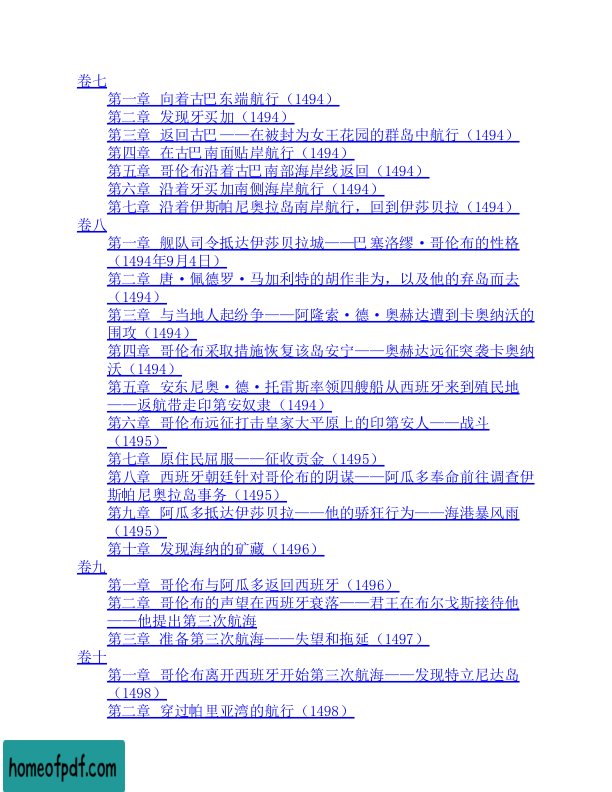 卷七
第一章 向着古巴东端航行（1494）
第二章 发现牙买加（1494）
第三章 返回古巴——在被封为女王花园的群岛中航行（1494）
第四章 在古巴南面贴岸航行（1494）
第五章 哥伦布沿着古巴南部海岸线返回（1494）
第六章 沿着牙买加南侧海岸航行（1494）
第七章 沿着伊斯帕尼奥拉岛南岸航行，回到伊莎贝拉（1494）
卷八
第一章 舰队司令抵达伊莎贝拉城——巴塞洛缪·哥伦布的性格
（1494年9月4日）
第二章 唐·佩德罗·马加利特的胡作非为，以及他的弃岛而去
（1494）
第三章 与当地人起纷争——阿隆索·德·奥赫达遭到卡奥纳沃的
围攻（1494）
第四章 哥伦布采取措施恢复该岛安宁——奥赫达远征突袭卡奥纳
沃（1494）
第五章 安东尼奥·德·托雷斯率领四艘船从西班牙来到殖民地
——返航带走印第安奴隶（1494）
第六章 哥伦布远征打击皇家大平原上的印第安人——战斗
（1495）
第七章 原住民屈服——征收贡金（1495）
第八章 西班牙朝廷针对哥伦布的阴谋——阿瓜多奉命前往调查伊
斯帕尼奥拉岛事务（1495）
第九章 阿瓜多抵达伊莎贝拉——他的骄狂行为——海港暴风雨
（1495）
第十章 发现海纳的矿藏（1496）
卷九
第一章 哥伦布与阿瓜多返回西班牙（1496）
第二章 哥伦布的声望在西班牙衰落——君王在布尔戈斯接待他
——他提出第三次航海
第三章 准备第三次航海——失望和拖延（1497）
卷十
第一章 哥伦布离开西班牙开始第三次航海——发现特立尼达岛
（1498）
第二章 穿过帕里亚湾的航行（1498）
homeofpdf.com